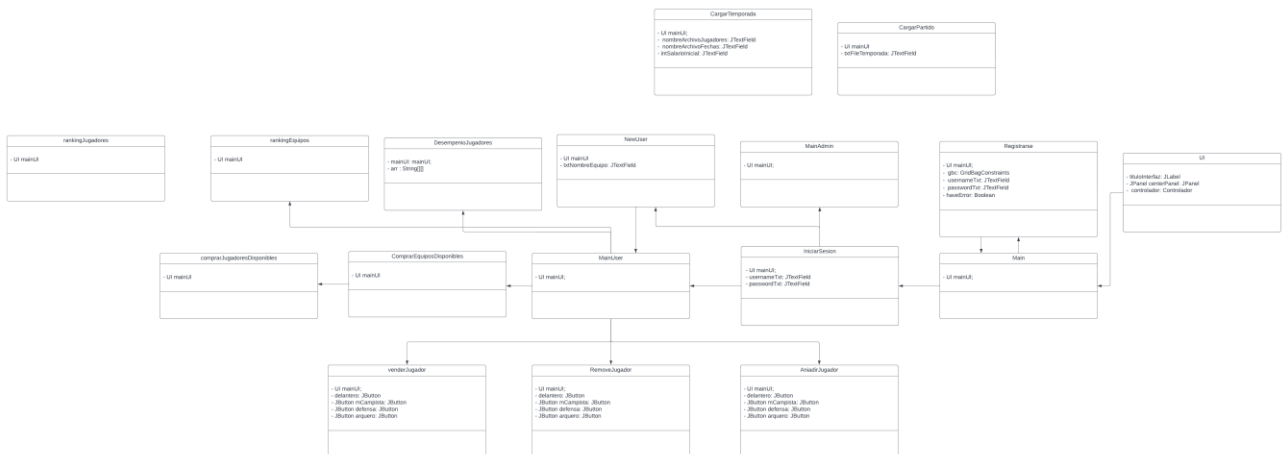 CargarTemporada
- UI mainUI;
- nombreArchivoJugadores: JTextField
- nombreArchivoFechas: JTextField
- intSalarioInicial: JTextField
CargarPartido
- UI mainUI
- txtFileTemporada: JTextField
rankingJugadores
- UI mainUI
rankingEquipos
- UI mainUI
DesempenioJugadores
- mainUI: mainUI;
- arr : String[][]
NewUser
- UI mainUI
- txtNombreEquipo: JTextField
MainAdmin
- UI mainUI;
Registrarse
- UI mainUI;
- gbc: GridBagConstraints
- usernameTxt: JTextField
- passwordTxt: JTextField
- haveError: Boolean
UI
- tituloInterfaz: JLabel
- JPanel centerPanel: JPanel
- controlador: Controlador
comprarJugadoresDisponibles
- UI mainUI
ComprarEquiposDisponibles
- UI mainUI
MainUser
- UI mainUI;
IniciarSesion
- UI mainUI;
- usernameTxt: JTextField
- passwordTxt: JTextField
Main
- UI mainUI;
venderJugador
- UI mainUI;
- delantero: JButton
- JButton mCampista: JButton
- JButton defensa: JButton
- JButton arquero: JButton
RemoveJugador
- UI mainUI;
- delantero: JButton
- JButton mCampista: JButton
- JButton defensa: JButton
- JButton arquero: JButton
AniadirJugador
- UI mainUI;
- delantero: JButton
- JButton mCampista: JButton
- JButton defensa: JButton
- JButton arquero: JButton